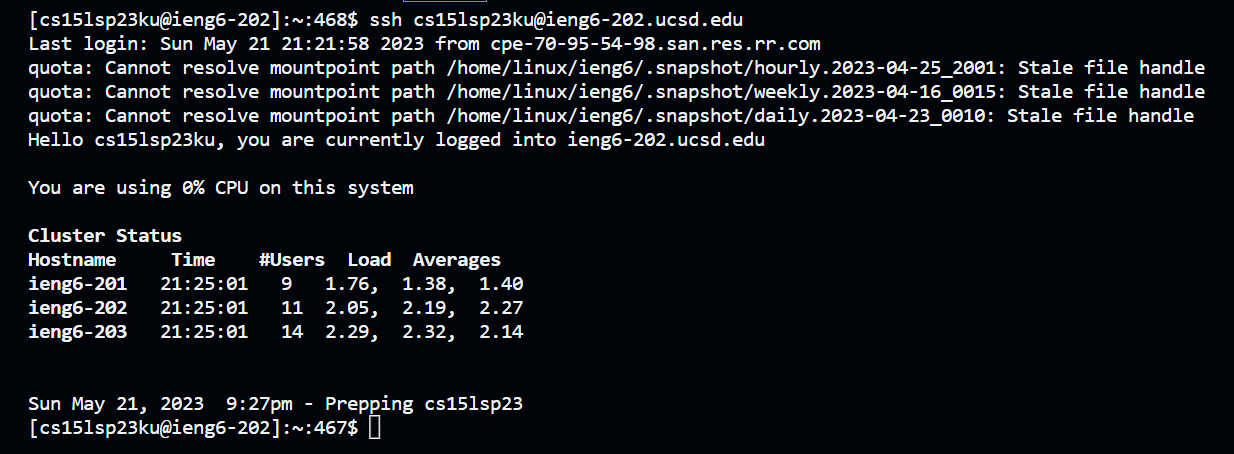 [cs15lsp23ku@ieng6-202]:~:468$ ssh cs15lsp23ku@ieng6-202.ucsd.edu
Last login: Sun May 21 21:21:58 2023 from cpe-70-95-54-98.san.res.rr.com
quota: Cannot resolve mountpoint path /home/linux/ieng6/.snapshot/hourly.2023-04-25_2001: Stale file handle
quota: Cannot resolve mountpoint path /home/linux/ieng6/.snapshot/weekly.2023-04-16_0015: Stale file handle
quota: Cannot resolve mountpoint path /home/linux/ieng6/.snapshot/daily.2023-04-23_0010: Stale file handle
Hello cs15lsp23ku, you are currently logged into ieng6-202.ucsd.edu

You are using 0% CPU on this system

Cluster Status
Hostname     Time    #Users  Load  Averages
ieng6-201   21:25:01   9   1.76,  1.38,  1.40
ieng6-202   21:25:01   11  2.05,  2.19,  2.27
ieng6-203   21:25:01   14  2.29,  2.32,  2.14

Sun May 21, 2023  9:27pm - Prepping cs15lsp23
[cs15lsp23ku@ieng6-202]:~:467$